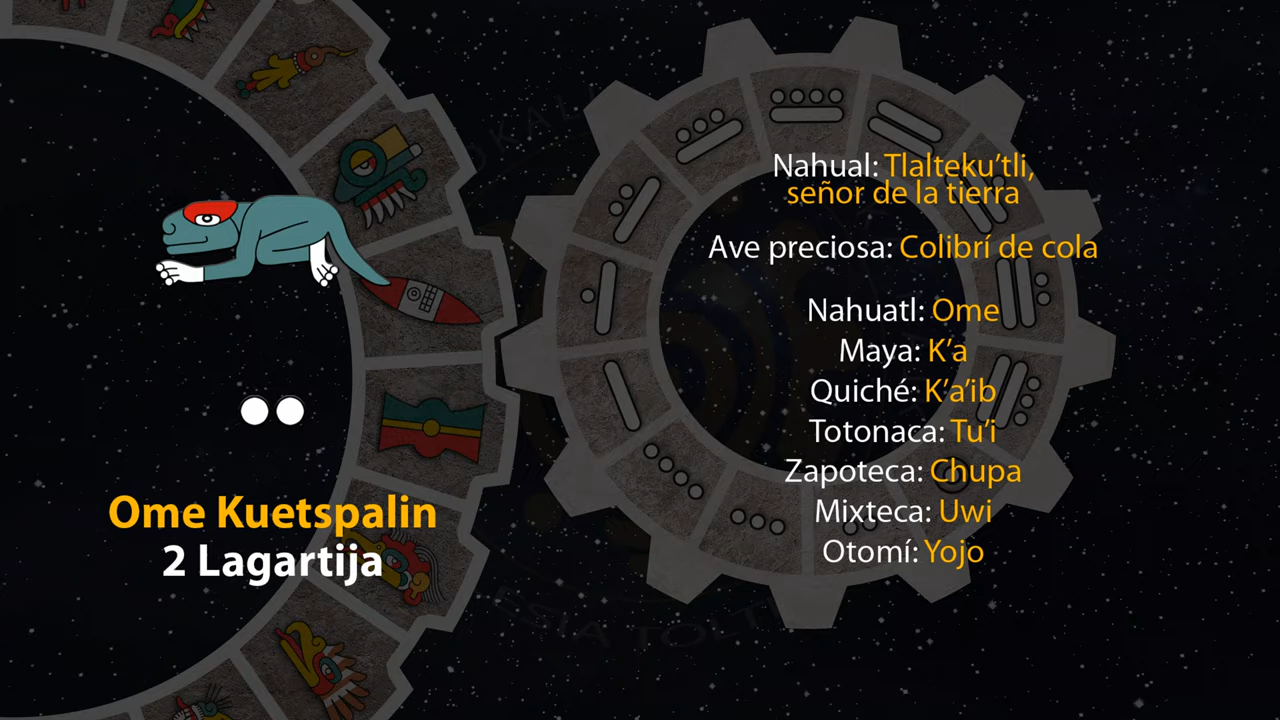 Ome Kuetspalin
2 Lagartija
Nahual: Tlalteku’tli,
señor de la tierra
Ave preciosa: Colibrí de cola
Nahuatl: Ome
Maya: K’a
Quiché: K’a’ib
Totonaca: Tu’i
Zapoteca: Chupa
Mixteca: Uwi
Otomí: Yojo